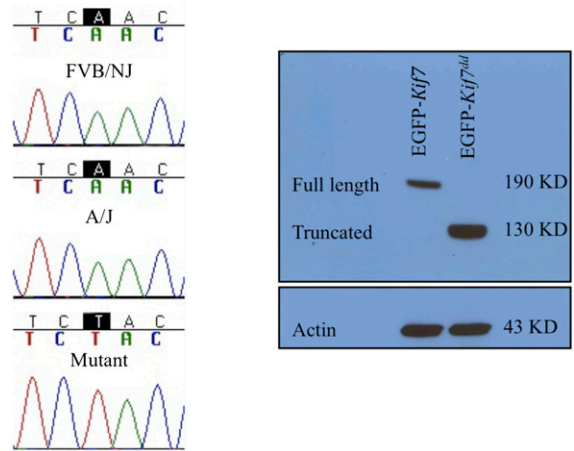 T C A A C
T C A A C
FVB/NJ
T C A A C
T C A A C
A/J
T C T A C
T C T A C
Mutant
EGFP-Kif7
EGFP-Kif7dd
Full length 190 KD
Truncated 130 KD
Actin 43 KD